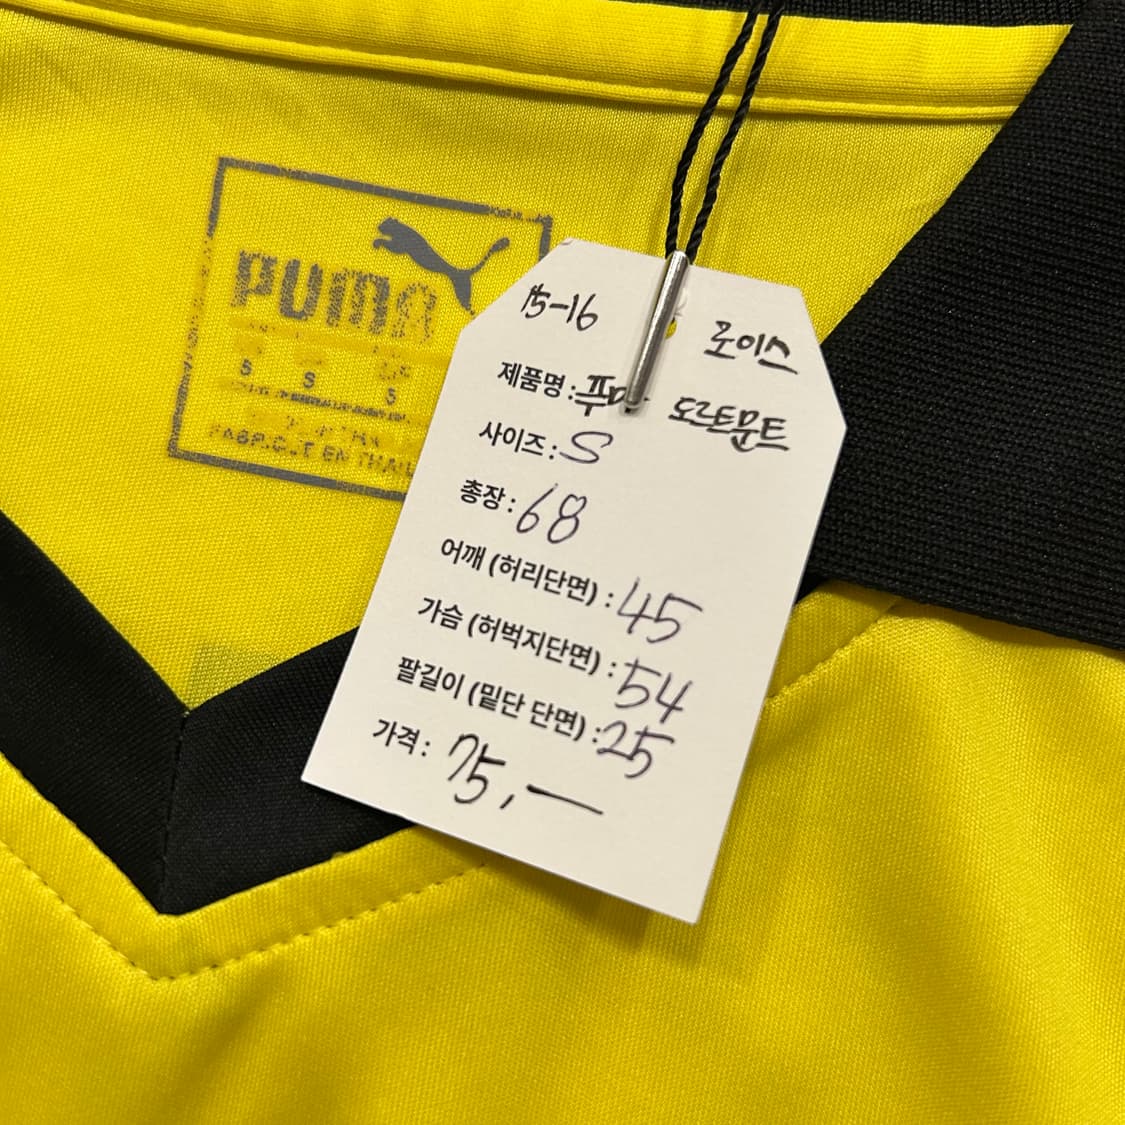 PUMA
S S S
FABRIQUÉ EN THAIL
15-16 로이스
제품명: 푸마 도르트문트
사이즈: S
총장: 68
어깨 (허리단면) : 45
가슴 (허벅지단면) : 54
팔길이 (밑단 단면) : 25
가격: 75,—